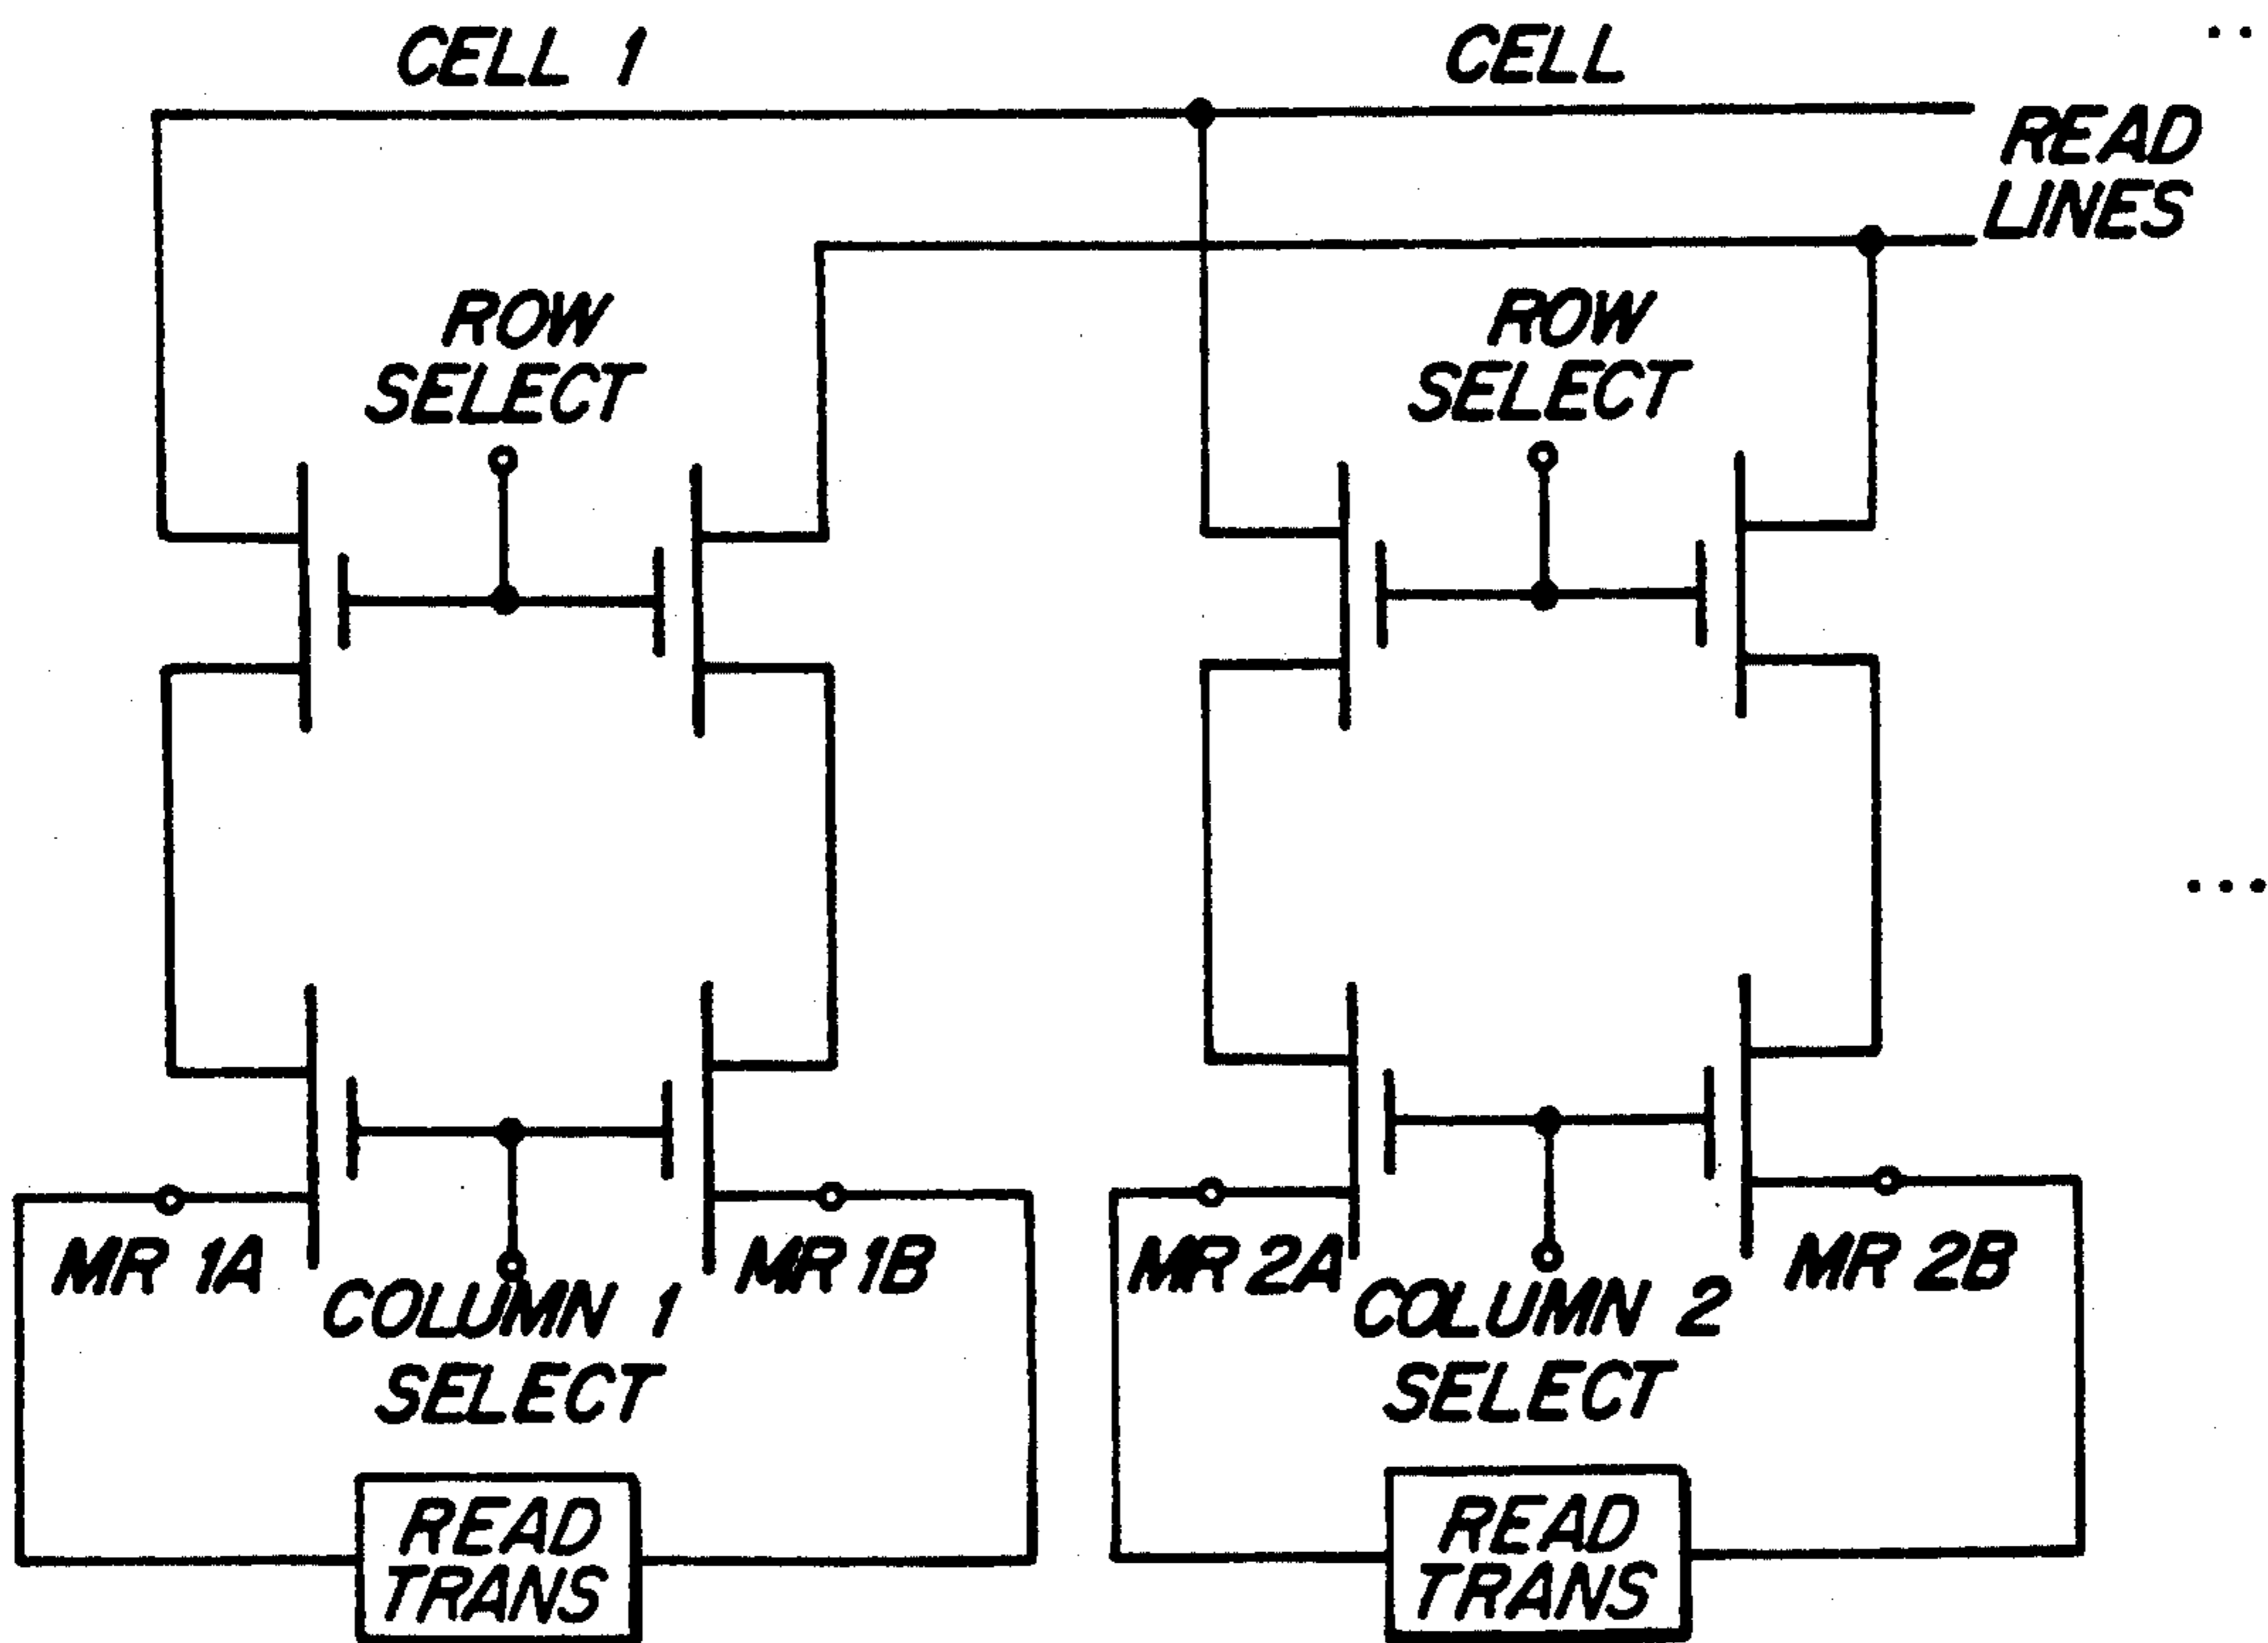 CELL 1
CELL
READ
LINES
ROW
SELECT
ROW
SELECT
MR 1A
MR 1B
MR 2A
MR 2B
COLUMN 1
SELECT
COLUMN 2
SELECT
READ
TRANS
READ
TRANS